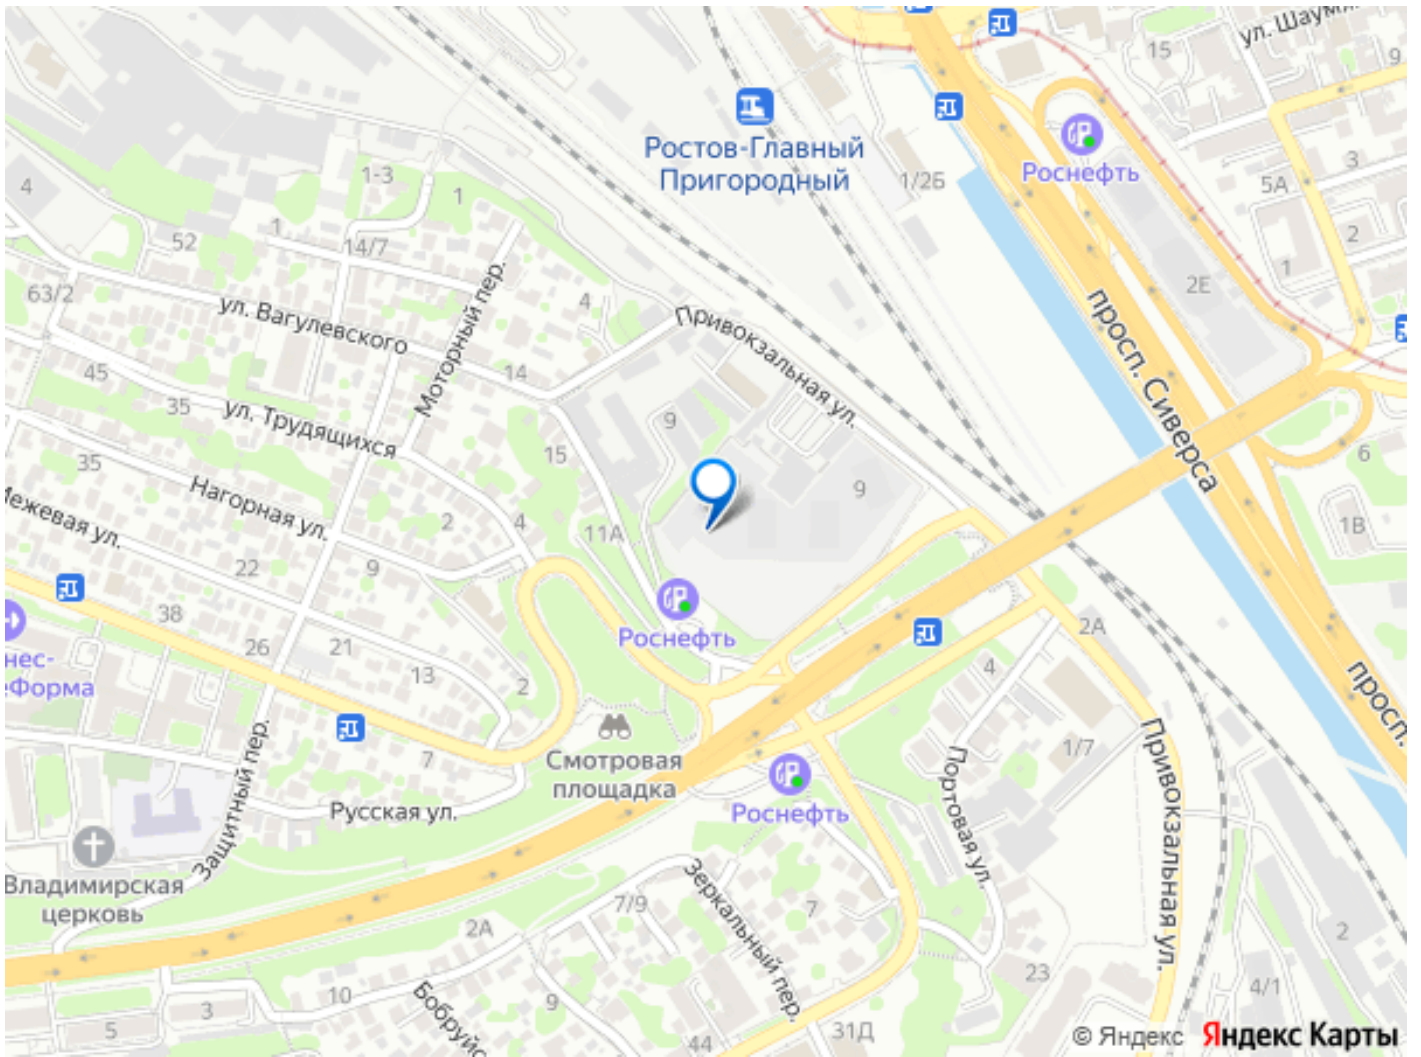 ул. Шаумя
15
9
Ростов-Главный
Пригородный
1/2Б
Роснефть
3
5А
2
1
2Е
4
1-3
1
1
52
14/7
63/2
ул. Вагулевского
Моторный пер.
4
Привокзальная ул.
просп. Сиверса
45
35
ул. Трудящихся
14
15
9
9
6
1В
35
Нагорная ул.
Межевая ул.
2
4
11А
22
9
38
26
21
13
2
Роснефть
2А
4
нес-
еФорма
7
Смотровая
площадка
Русская ул.
Защитный пер.
Роснефть
Портовая ул.
1/7
Привокзальная ул.
просп.
Владимирская
церковь
2А
7/9
Зеркальный пер.
7
2
23
4/1
10
3
5
Бобруйс
9
44
31Д
© Яндекс Яндекс Карты